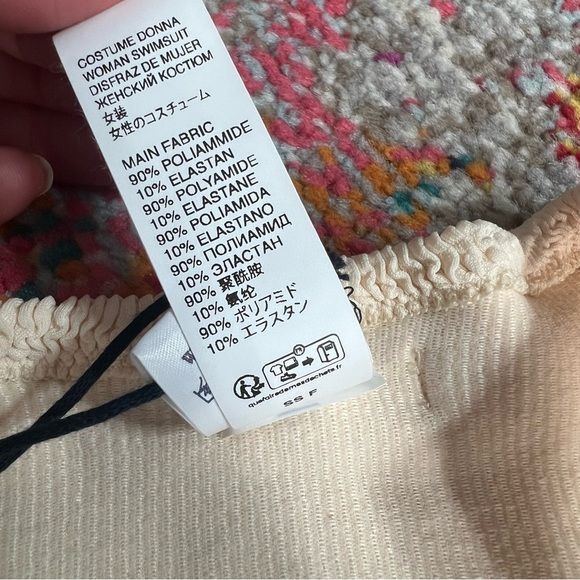 COSTUME DONNA
WOMAN SWIMSUIT
DISFRAZ DE MUJER
ЖЕНСКИЙ КОСТЮМ
女装
女性のコスチューム
MAIN FABRIC
90% POLIAMMIDE
10% ELASTAN
90% POLYAMIDE
10% ELASTANE
90% POLIAMIDA
10% ELASTANO
90% ПОЛИАМИД
10% ЭЛАСТАН
90% 聚酰胺
10% 氨纶
90% ポリアミド
10% エラスタン
FR
quefairedemesdechets.fr
SS F